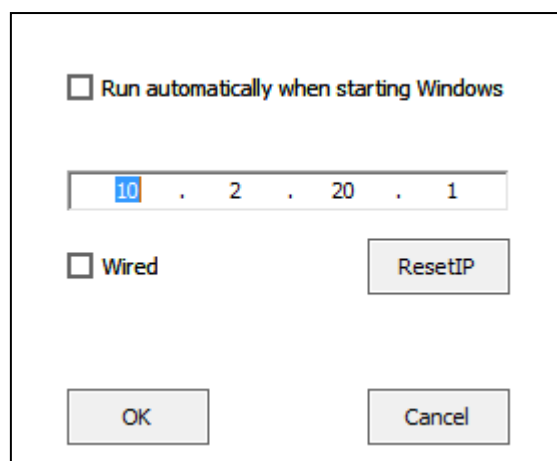 Run automatically when starting Windows
10 . 2 . 20 . 1
Wired
ResetIP
OK
Cancel